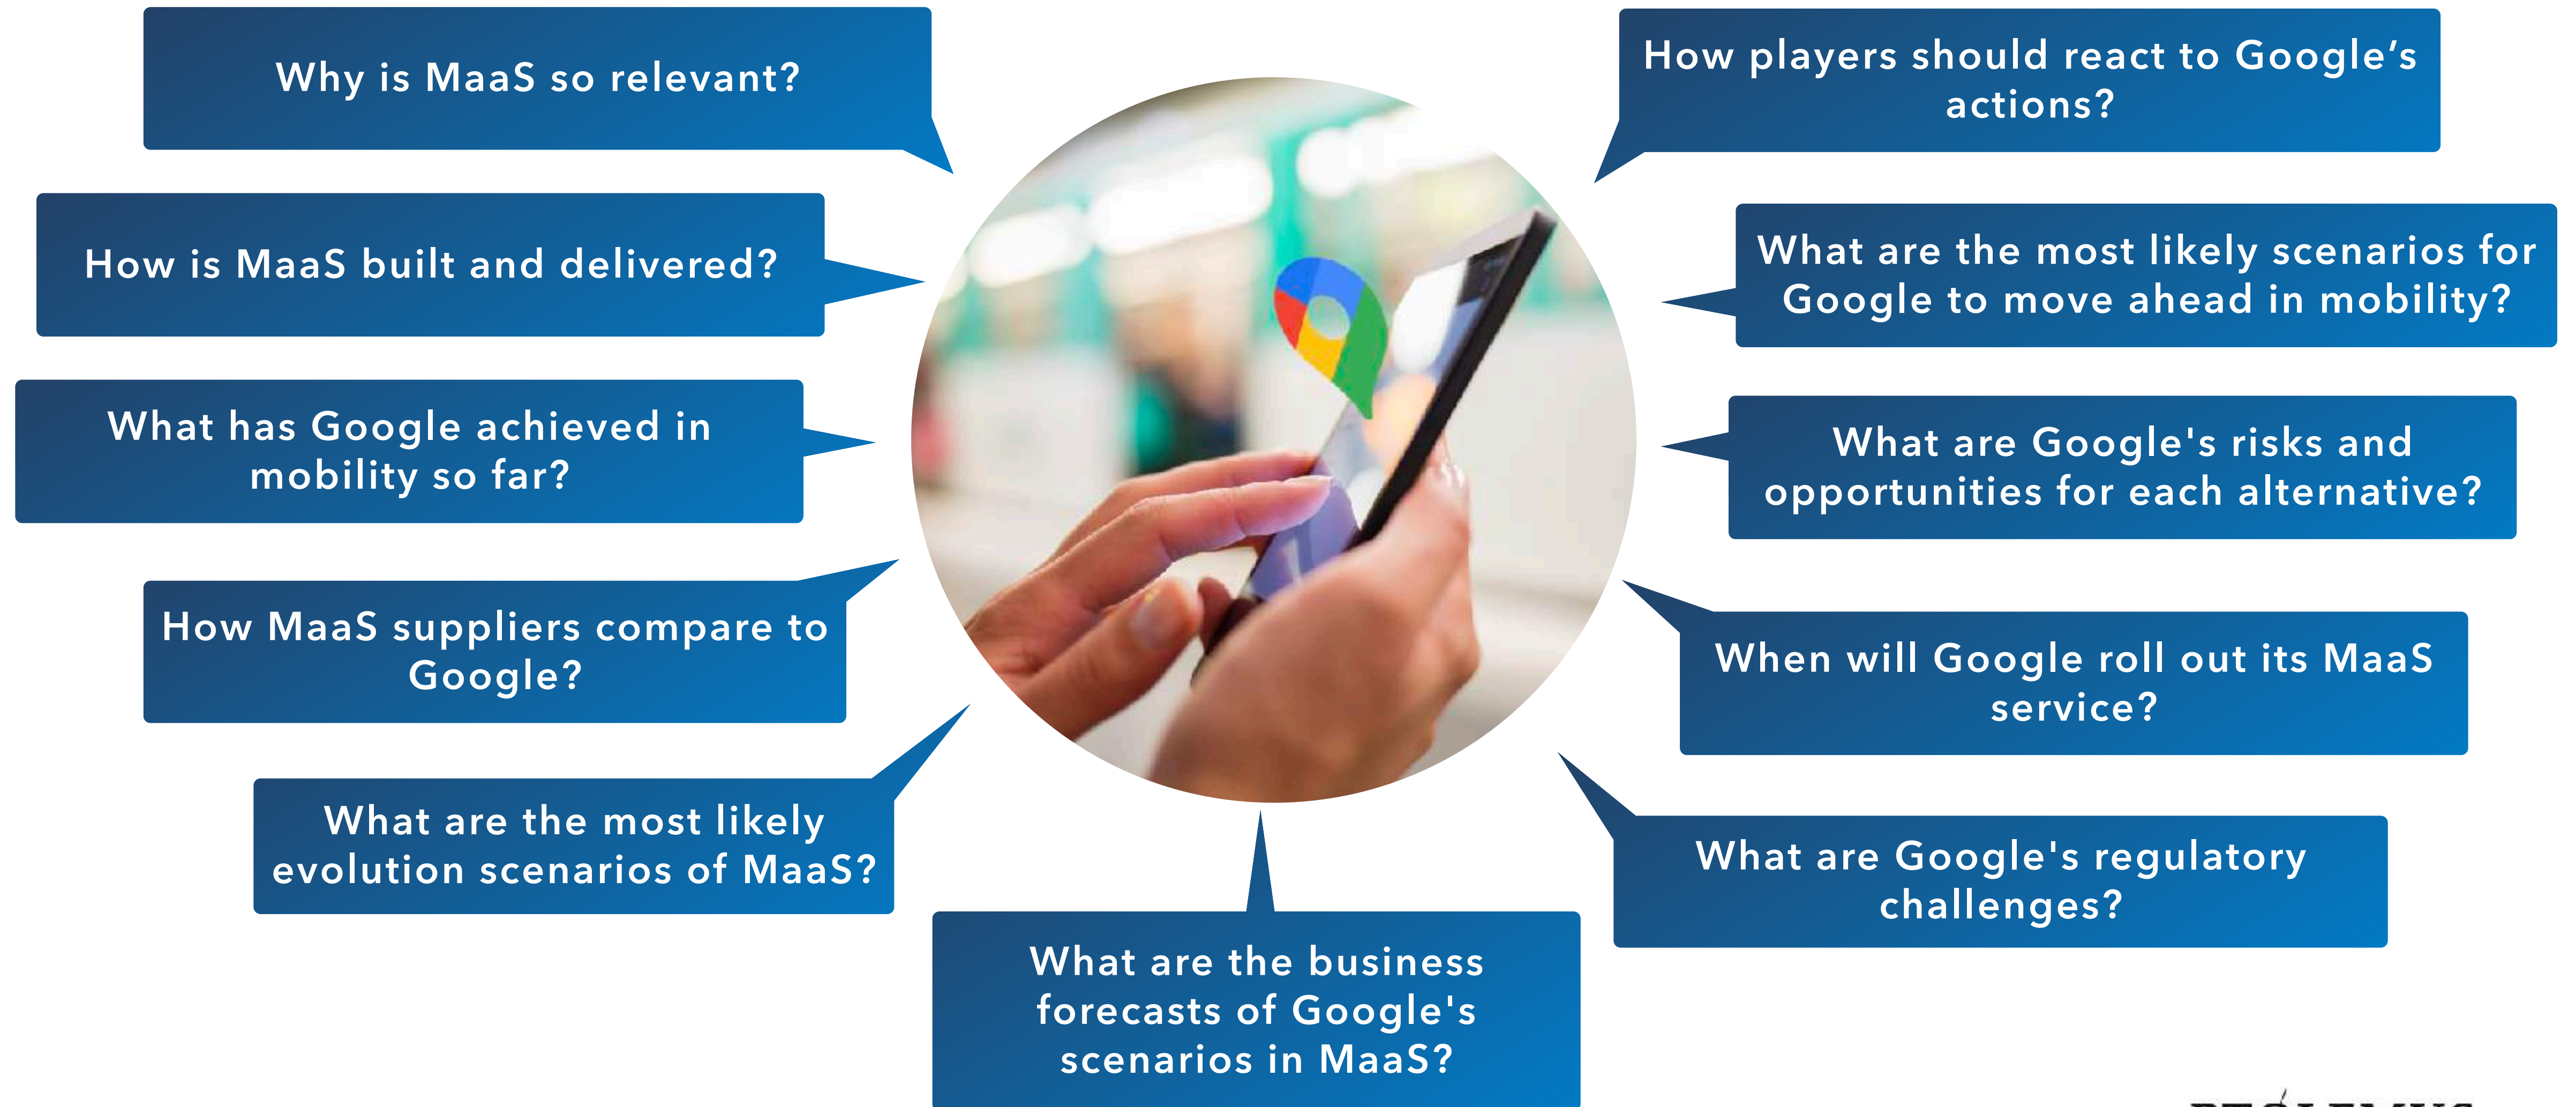 Why is MaaS so relevant?
How is MaaS built and delivered?
What has Google achieved in
mobility so far?
How MaaS suppliers compare to
Google?
What are the most likely
evolution scenarios of MaaS?
What are the business
forecasts of Google's
scenarios in MaaS?
How players should react to Google’s
actions?
What are the most likely scenarios for
Google to move ahead in mobility?
What are Google's risks and
opportunities for each alternative?
When will Google roll out its MaaS
service?
What are Google's regulatory
challenges?